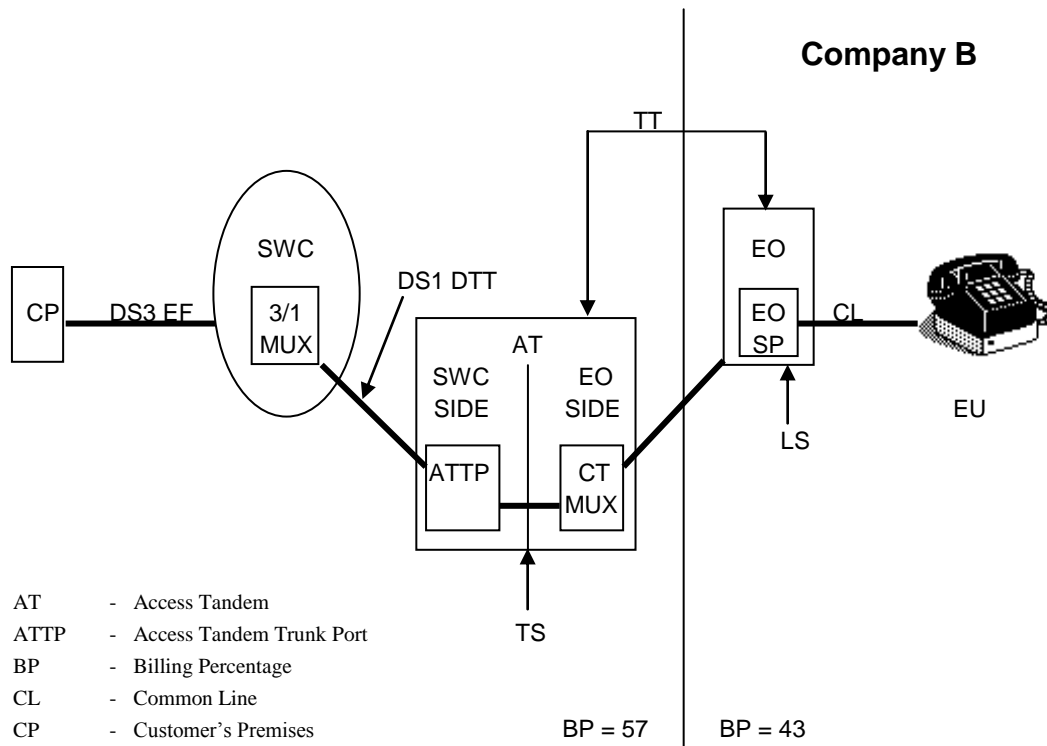 Company B
TT
SWC
EO
DS1 DTT
CP
DS3 EF
3/1
MUX
EO
SP
CL
AT
SWC
SIDE
EO
SIDE
EU
LS
ATTP
CT
MUX
TS
AT - Access Tandem
ATTP - Access Tandem Trunk Port
BP - Billing Percentage
CL - Common Line
CP - Customer's Premises
BP = 57
BP = 43